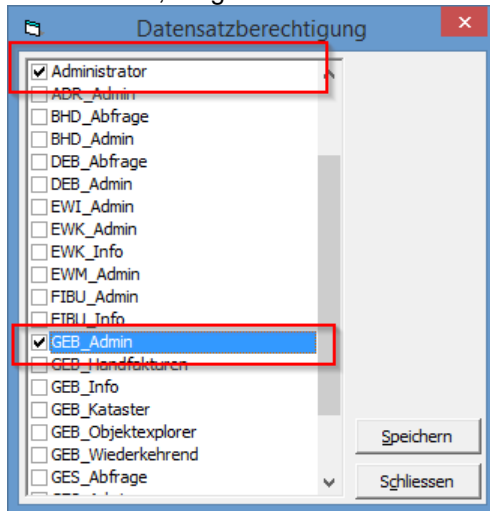 Datensatzberechtigung
Administrator
ADR_Admin
BHD_Abfrage
BHD_Admin
DEB_Abfrage
DEB_Admin
EWI_Admin
EWK_Admin
EWK_Info
EWM_Admin
FIBU_Admin
FIBU_Info
GEB_Admin
GEB_Handfakturen
GEB_Info
GEB_Kataster
GEB_Objektexplorer
GEB_Wiederkehrend
GES_Abfrage
Speichern
Schliessen